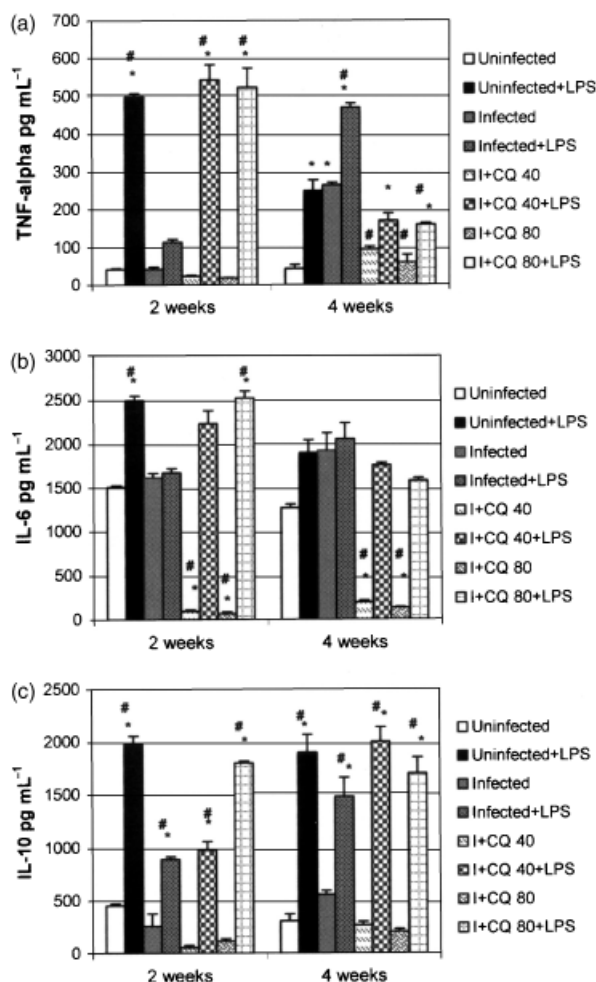 (a)
TNF-alpha pg mL⁻¹
700
600
500
400
300
200
100
0
# * # * # *
* * # * # * # # *
2 weeks 4 weeks
Uninfected
Uninfected+LPS
Infected
Infected+LPS
I+CQ 40
I+CQ 40+LPS
I+CQ 80
I+CQ 80+LPS
(b)
IL-6 pg mL⁻¹
3000
2500
2000
1500
1000
500
0
# * # * # * # *
# * # *
2 weeks 4 weeks
Uninfected
Uninfected+LPS
Infected
Infected+LPS
I+CQ 40
I+CQ 40+LPS
I+CQ 80
I+CQ 80+LPS
(c)
IL-10 pg mL⁻¹
2500
2000
1500
1000
500
0
# * # * # * # *
# * # * # * # *
2 weeks 4 weeks
Uninfected
Uninfected+LPS
Infected
Infected+LPS
I+CQ 40
I+CQ 40+LPS
I+CQ 80
I+CQ 80+LPS